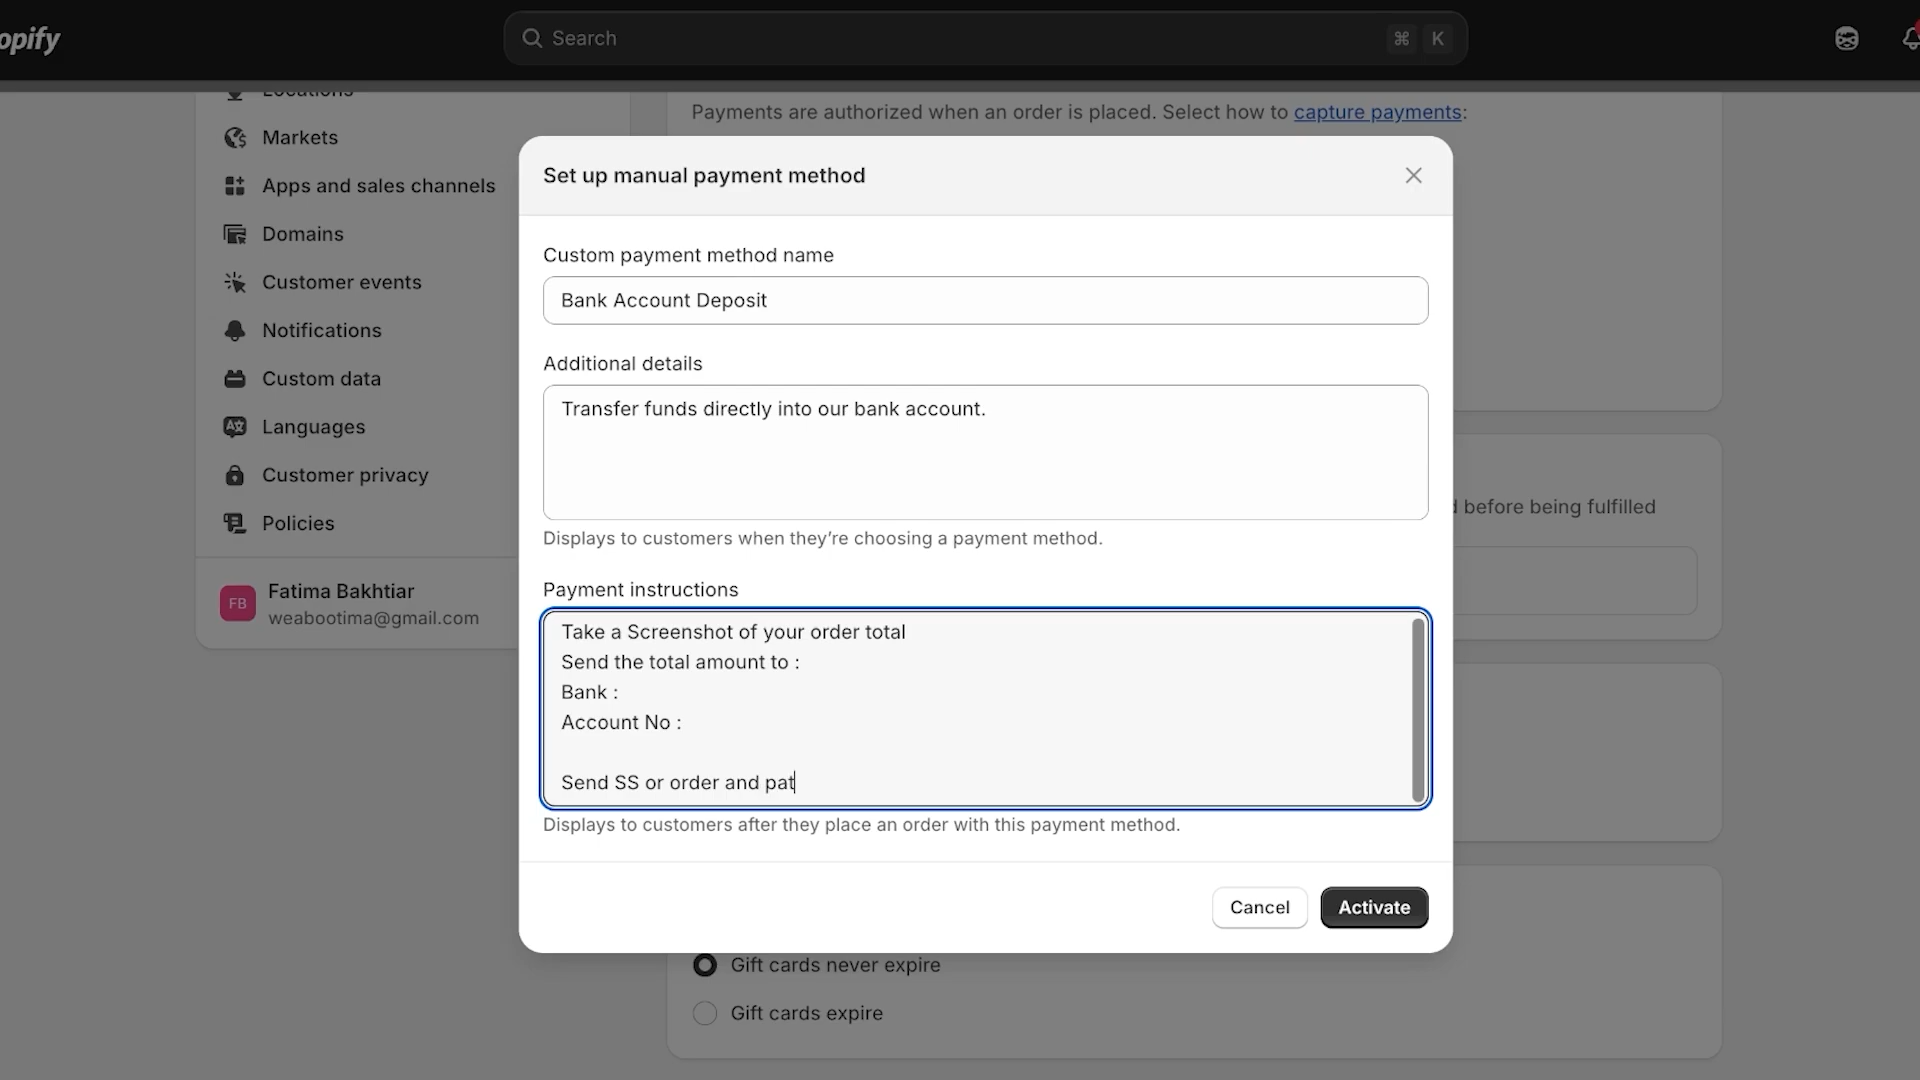 opify
Search
⌘ K
Locations
Markets
Apps and sales channels
Domains
Customer events
Notifications
Custom data
Languages
Customer privacy
Policies
FB
Fatima Bakhtiar
weabootima@gmail.com
Payments are authorized when an order is placed. Select how to capture payments:
Set up manual payment method
Custom payment method name
Bank Account Deposit
Additional details
Transfer funds directly into our bank account.
Displays to customers when they’re choosing a payment method.
Payment instructions
Take a Screenshot of your order total
Send the total amount to :
Bank :
Account No :
Send SS or order and pat
Displays to customers after they place an order with this payment method.
Cancel
Activate
before being fulfilled
Gift cards never expire
Gift cards expire